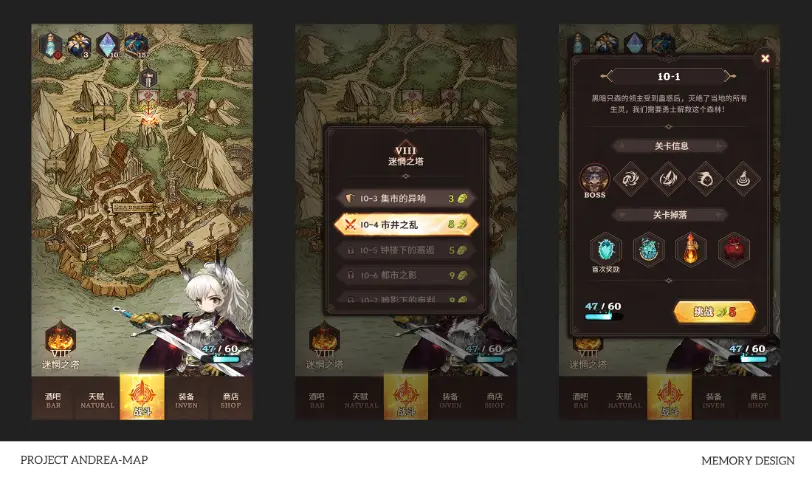 3
10
15
VIII
迷惘之塔
47 / 60
酒吧
BAR
天赋
NATURAL
战斗
装备
INVEN
商店
SHOP
VIII
迷惘之塔
10-3 集市的异响 3
10-4 市井之乱 5
10-5 钟楼下的邂逅 5
10-6 都市之影 9
9
迷惘之塔
47 / 60
酒吧
BAR
天赋
NATURAL
战斗
装备
INVEN
商店
SHOP
10-1
黑暗只森的领主受到蛊惑后，灭绝了当地的所有
生灵，我们需要勇士解救这个森林！
关卡信息
BOSS
关卡掉落
首次奖励
47 / 60
挑战 5
迷惘之塔
47 / 60
酒吧
BAR
天赋
NATURAL
战斗
装备
INVEN
商店
SHOP
PROJECT ANDREA-MAP
MEMORY DESIGN